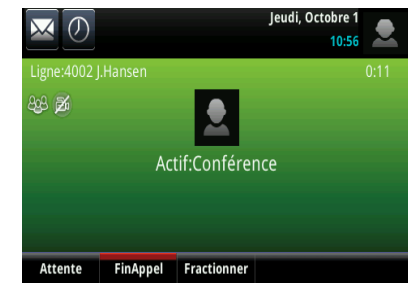 Jeudi, Octobre 1
10:56
Ligne:4002 J.Hansen 0:11
Actif:Conférence
Attente FinAppel Fractionner